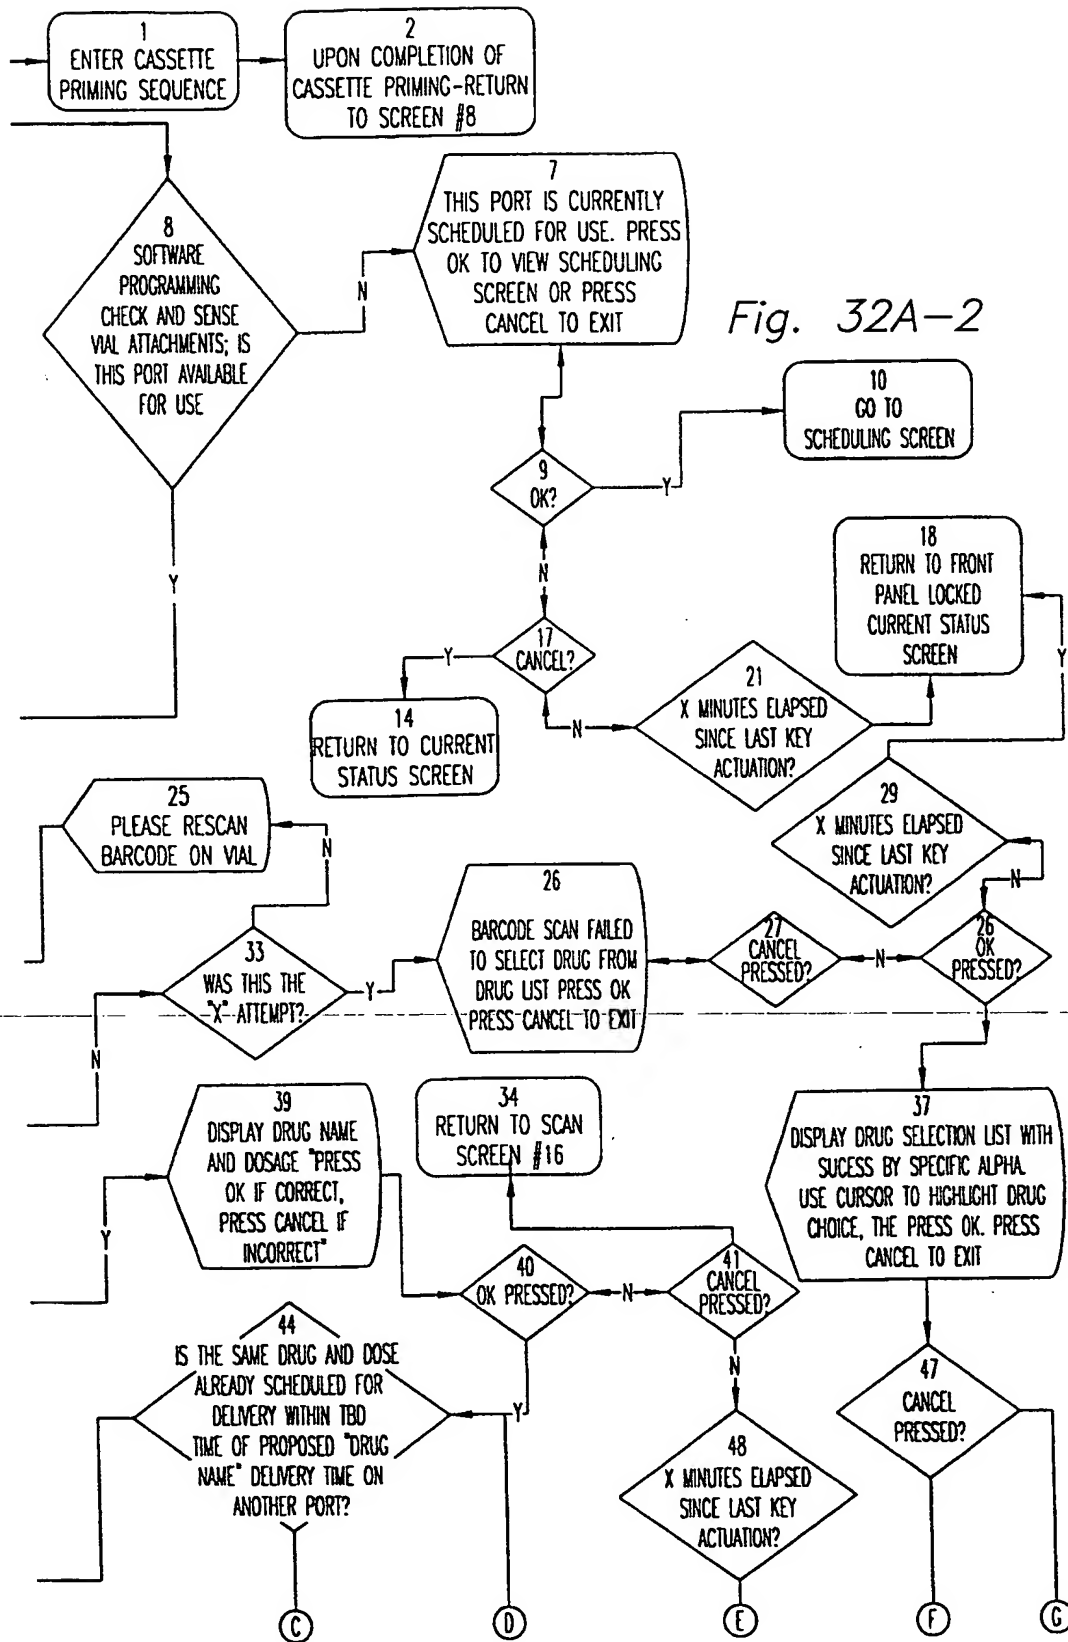 1
ENTER CASSETTE
PRIMING SEQUENCE
2
UPON COMPLETION OF
CASSETTE PRIMING-RETURN
TO SCREEN #8
8
SOFTWARE
PROGRAMMING
CHECK AND SENSE
VIAL ATTACHMENTS; IS
THIS PORT AVAILABLE
FOR USE
N
Y
7
THIS PORT IS CURRENTLY
SCHEDULED FOR USE. PRESS
OK TO VIEW SCHEDULING
SCREEN OR PRESS
CANCEL TO EXIT
Fig. 32A-2
10
GO TO
SCHEDULING SCREEN
9
OK?
Y
N
17
CANCEL?
Y
N
14
RETURN TO CURRENT
STATUS SCREEN
18
RETURN TO FRONT
PANEL LOCKED
CURRENT STATUS
SCREEN
Y
21
X MINUTES ELAPSED
SINCE LAST KEY
ACTUATION?
29
X MINUTES ELAPSED
SINCE LAST KEY
ACTUATION?
N
25
PLEASE RESCAN
BARCODE ON VIAL
N
33
WAS THIS THE
"X" ATTEMPT?
Y
N
26
BARCODE SCAN FAILED
TO SELECT DRUG FROM
DRUG LIST PRESS OK
PRESS CANCEL TO EXIT
27
CANCEL
PRESSED?
N
26
OK
PRESSED?
39
DISPLAY DRUG NAME
AND DOSAGE "PRESS
OK IF CORRECT,
PRESS CANCEL IF
INCORRECT"
Y
34
RETURN TO SCAN
SCREEN #16
37
DISPLAY DRUG SELECTION LIST WITH
SUCESS BY SPECIFIC ALPHA.
USE CURSOR TO HIGHLIGHT DRUG
CHOICE, THE PRESS OK. PRESS
CANCEL TO EXIT
40
OK PRESSED?
N
Y
41
CANCEL
PRESSED?
N
44
IS THE SAME DRUG AND DOSE
ALREADY SCHEDULED FOR
DELIVERY WITHIN TBD
TIME OF PROPOSED "DRUG
NAME" DELIVERY TIME ON
ANOTHER PORT?
47
CANCEL
PRESSED?
48
X MINUTES ELAPSED
SINCE LAST KEY
ACTUATION?
C
D
E
F
G